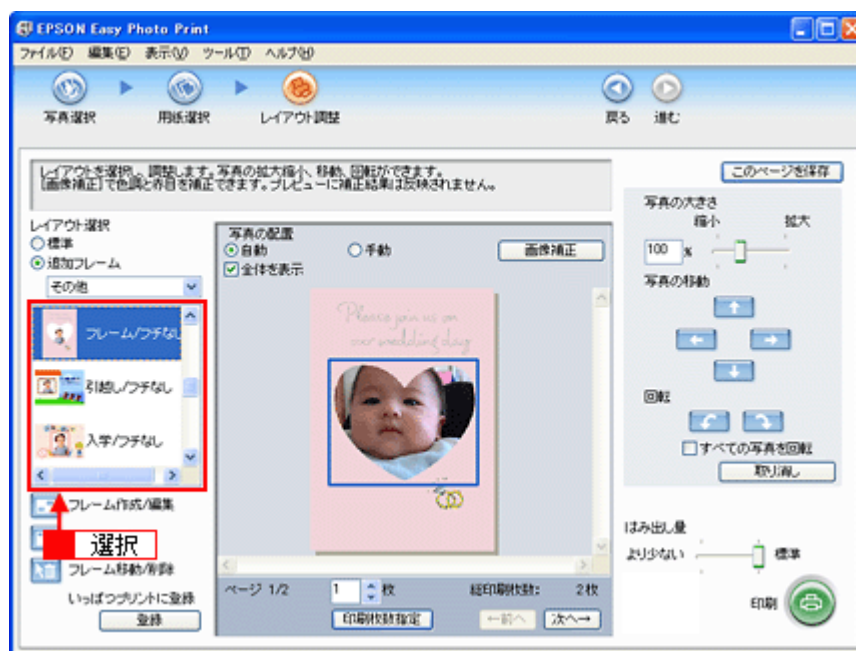 EPSON Easy Photo Print
ファイル(F) 編集(E) 表示(V) ツール(T) ヘルプ(H)
写真選択 用紙選択 レイアウト調整 戻る 進む
レイアウトを選択し、調整します。写真の拡大縮小、移動、回転ができます。
[画像補正]で色調と赤目を補正できます。プレビューに補正結果は反映されません。
このページを保存
レイアウト選択
標準
追加フレーム
その他
フレーム/フチなし
引越し/フチなし
入学/フチなし
フレーム作成/編集
選択
フレーム移動/削除
いっぱつプリントに登録
登録
写真の配置
自動 手動 画像補正
全体を表示
Please join us on
our wedding day
ページ 1/2 1 枚 総印刷枚数: 2枚
印刷枚数指定 ←前へ 次へ→
写真の大きさ
縮小 拡大
100 %
写真の移動
回転
すべての写真を回転
取り消し
はみ出し量
より少ない 標準
印刷